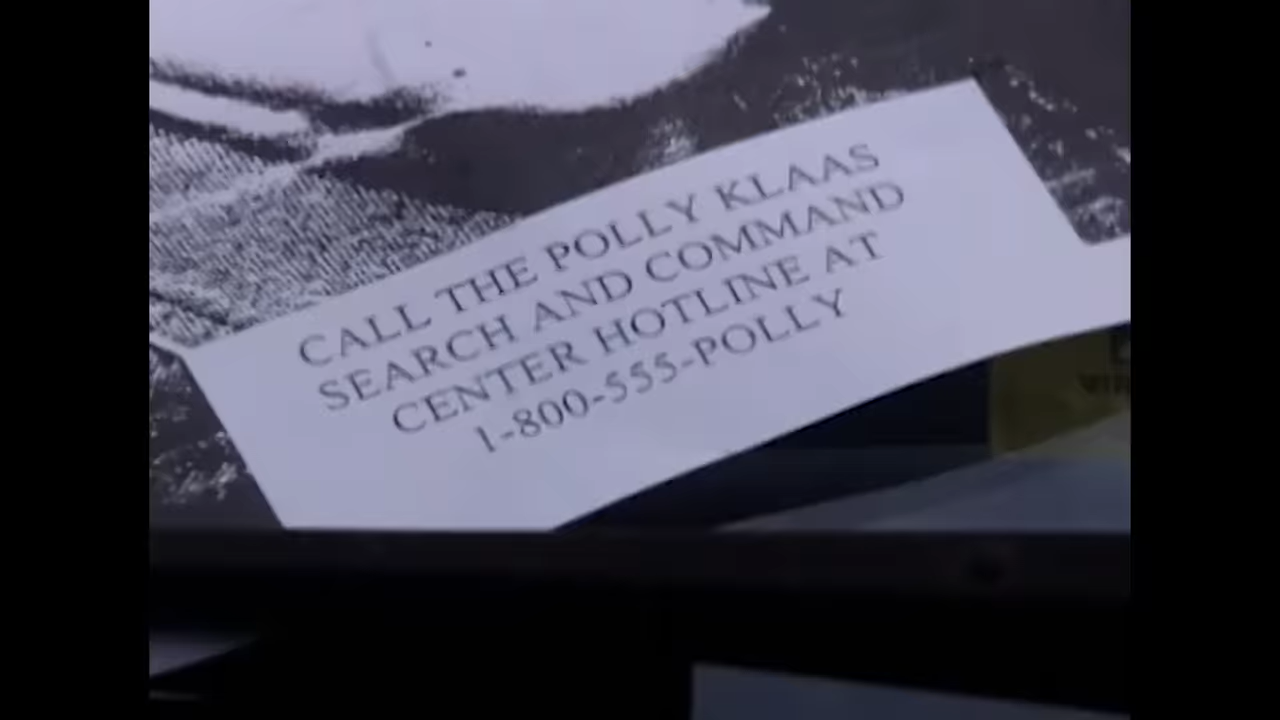 CALL THE POLLY KLAAS
SEARCH AND COMMAND
CENTER HOTLINE AT
1-800-555-POLLY